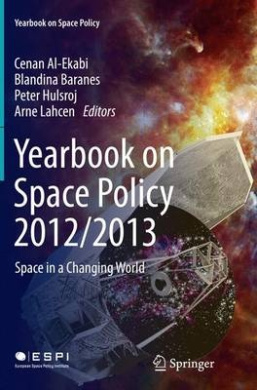 Yearbook on Space Policy
Cenan Al-Ekabi
Blandina Baranes
Peter Hulsroj
Arne Lahcen Editors
Yearbook on
Space Policy
2012/2013
Space in a Changing World
ESPI
European Space Policy Institute
Springer